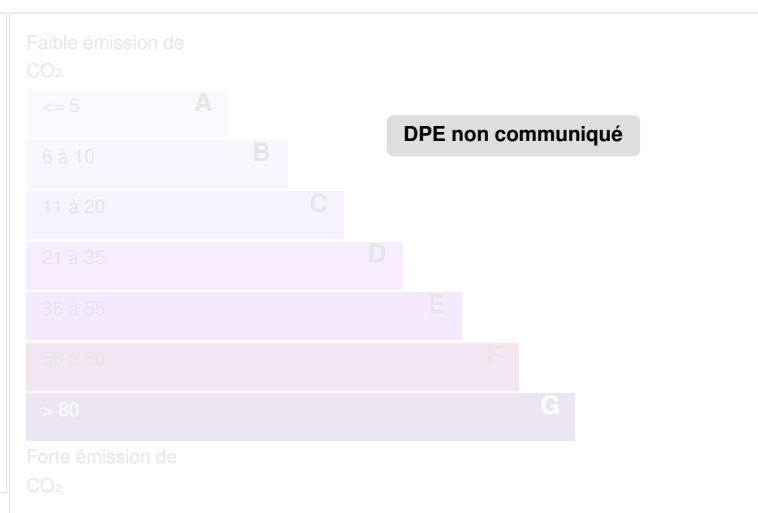 Faible émission de
CO₂
<= 5 A
DPE non communiqué
6 à 10 B
11 à 20 C
21 à 35 D
36 à 55 E
56 à 80 F
> 80 G
Forte émission de
CO₂